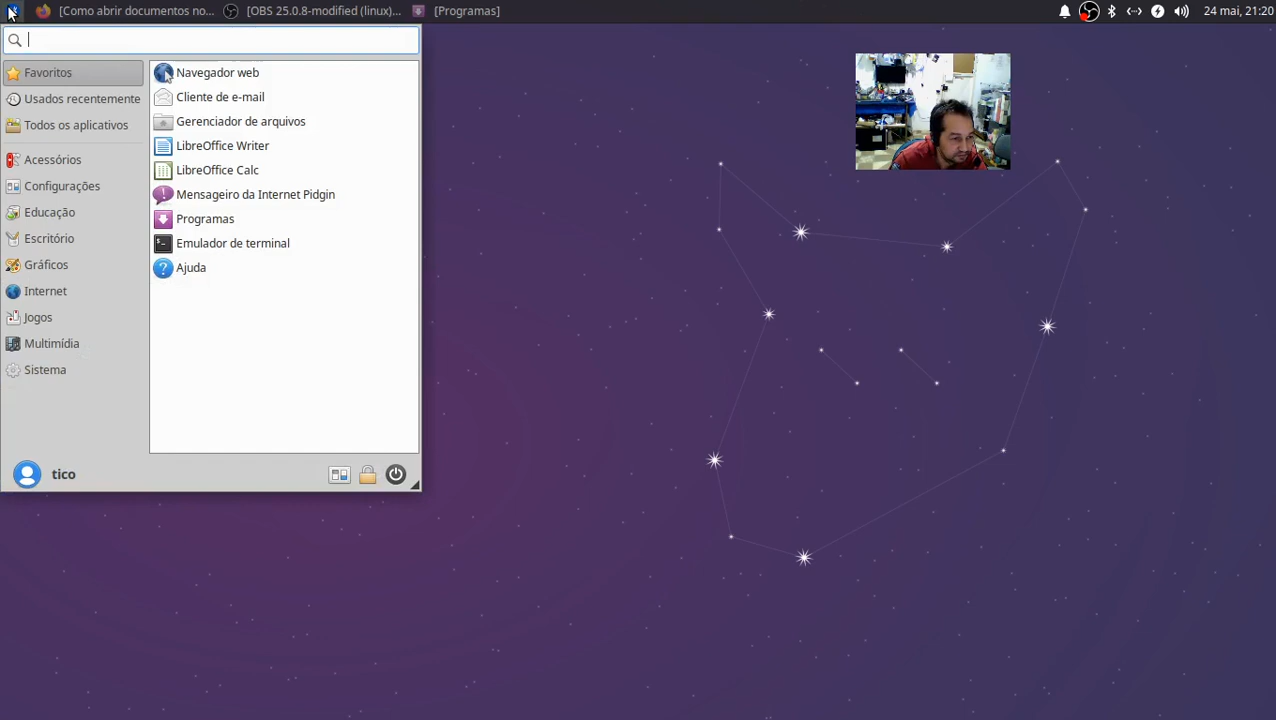 [Como abrir documentos no...
[OBS 25.0.8-modified (linux)...
[Programas]
24 mai, 21:20
Favoritos
Usados recentemente
Todos os aplicativos
Acessórios
Configurações
Educação
Escritório
Gráficos
Internet
Jogos
Multimídia
Sistema
Navegador web
Cliente de e-mail
Gerenciador de arquivos
LibreOffice Writer
LibreOffice Calc
Mensageiro da Internet Pidgin
Programas
Emulador de terminal
Ajuda
tico